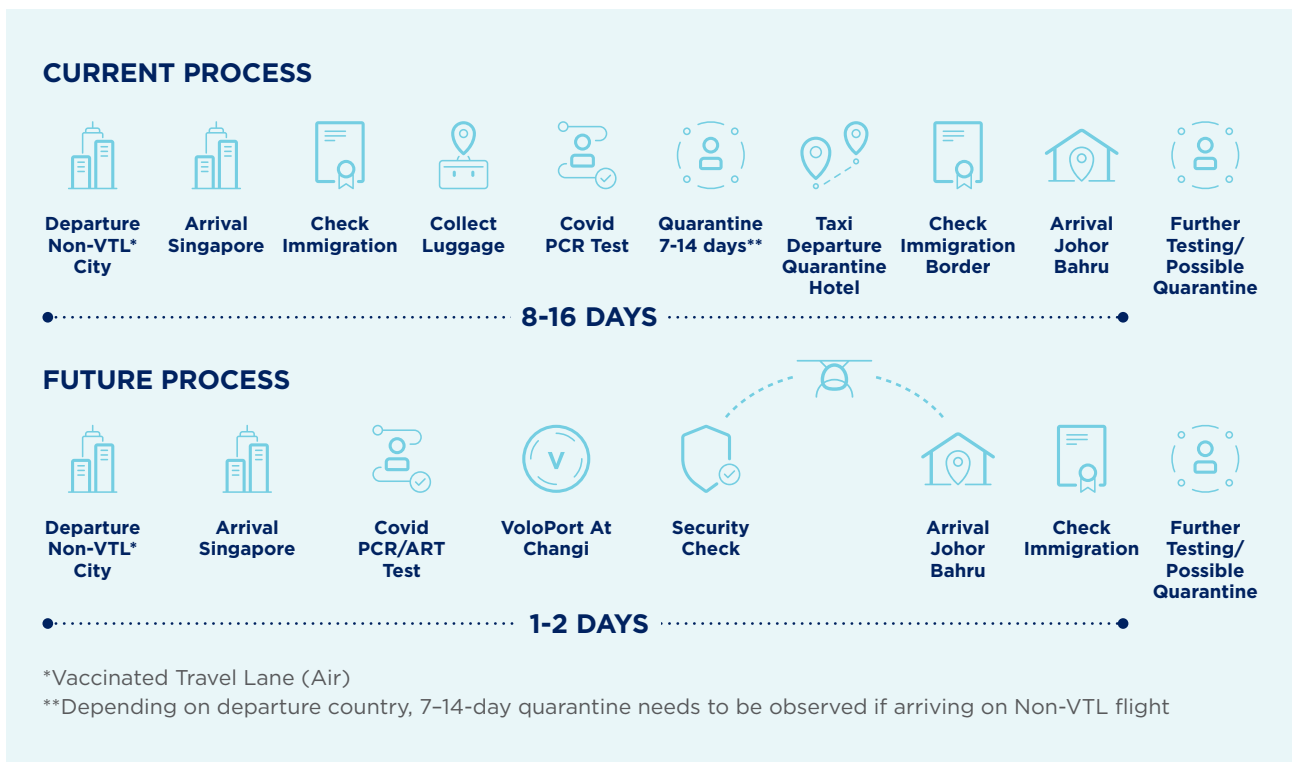 CURRENT PROCESS
Departure
Non-VTL*
City
Arrival
Singapore
Check
Immigration
Collect
Luggage
Covid
PCR Test
Quarantine
7-14 days**
Taxi
Departure
Quarantine
Hotel
Check
Immigration
Border
Arrival
Johor
Bahru
Further
Testing/
Possible
Quarantine
8-16 DAYS
FUTURE PROCESS
Departure
Non-VTL*
City
Arrival
Singapore
Covid
PCR/ART
Test
V
VoloPort At
Changi
Security
Check
Arrival
Johor
Bahru
Check
Immigration
Further
Testing/
Possible
Quarantine
1-2 DAYS
*Vaccinated Travel Lane (Air)
**Depending on departure country, 7–14-day quarantine needs to be observed if arriving on Non-VTL flight